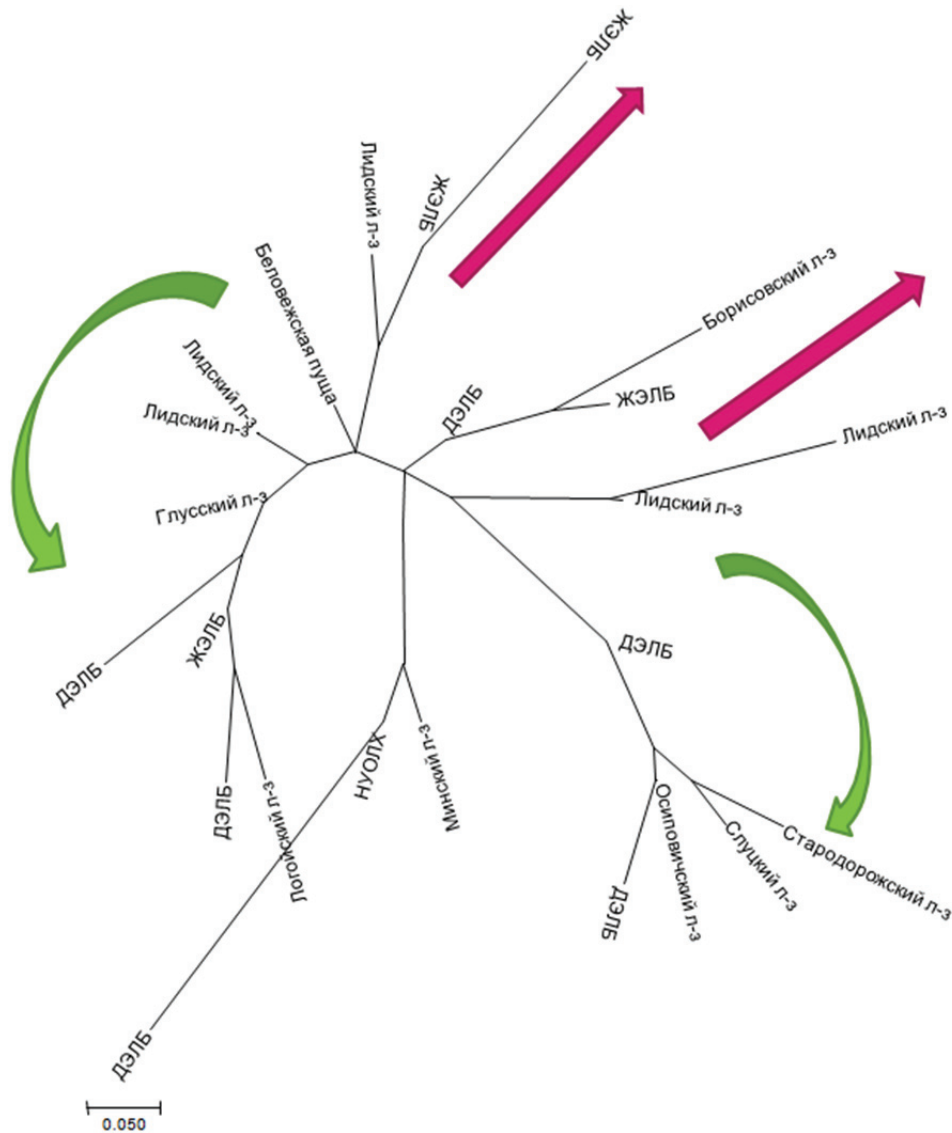 ЖЭЛБ
Лидский л-з
ЖЭЛБ
Беловежская пуща
Борисовский л-з
Лидский л-з
Лидский л-з
ДЭЛБ
ЖЭЛБ
Лидский л-з
Лидский л-з
Глусский л-з
ДЭЛБ
ЖЭЛБ
ДЭЛБ
НУОЛХ
Минский л-з
ДЭЛБ
Логойский л-з
Осиповичский л-з
Слуцкий л-з
Стародорожский л-з
ДЭЛБ
ДЭЛБ
0.050